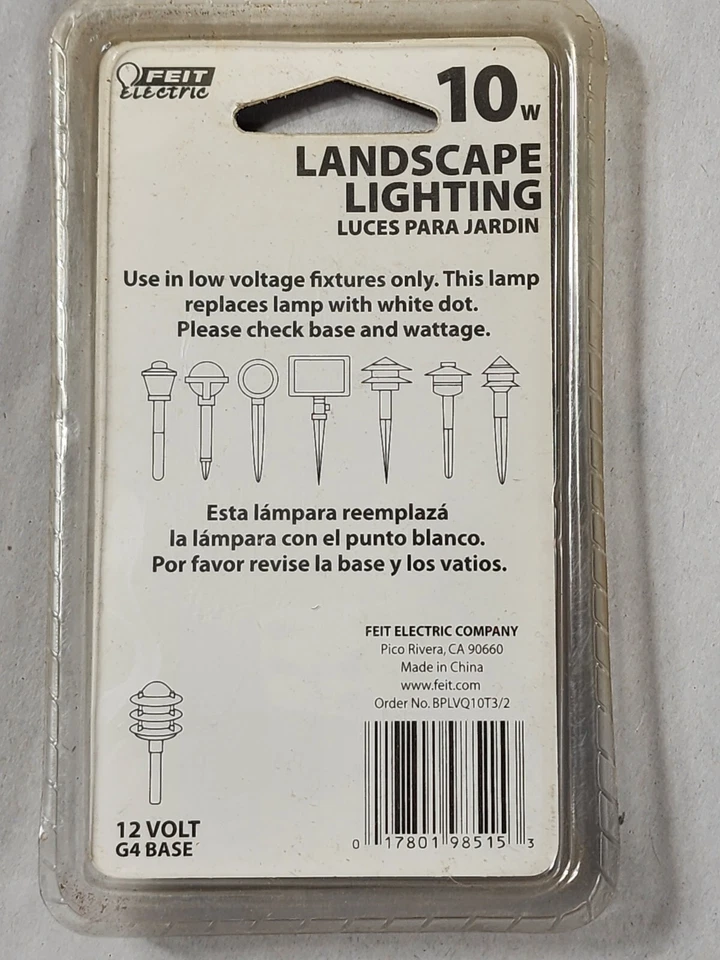 FEIT
ELECTRIC
10W
LANDSCAPE
LIGHTING
LUCES PARA JARDIN
Use in low voltage fixtures only. This lamp
replaces lamp with white dot.
Please check base and wattage.
Esta lámpara reemplazá
la lámpara con el punto blanco.
Por favor revise la base y los vatios.
FEIT ELECTRIC COMPANY
Pico Rivera, CA 90660
Made in China
www.feit.com
Order No. BPLVQ10T3/2
12 VOLT
G4 BASE
0 17801 98515 3